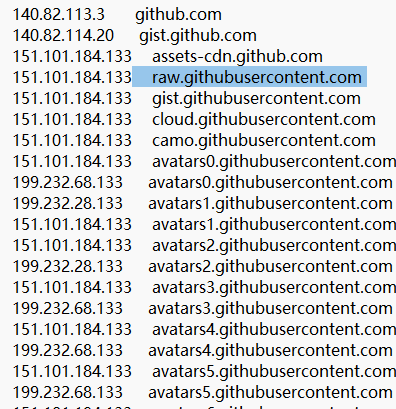 140.82.113.3 github.com
140.82.114.20 gist.github.com
151.101.184.133 assets-cdn.github.com
151.101.184.133 raw.githubusercontent.com
151.101.184.133 gist.githubusercontent.com
151.101.184.133 cloud.githubusercontent.com
151.101.184.133 camo.githubusercontent.com
151.101.184.133 avatars0.githubusercontent.com
199.232.68.133 avatars0.githubusercontent.com
199.232.28.133 avatars1.githubusercontent.com
151.101.184.133 avatars1.githubusercontent.com
151.101.184.133 avatars2.githubusercontent.com
199.232.28.133 avatars2.githubusercontent.com
151.101.184.133 avatars3.githubusercontent.com
199.232.68.133 avatars3.githubusercontent.com
151.101.184.133 avatars4.githubusercontent.com
199.232.68.133 avatars4.githubusercontent.com
151.101.184.133 avatars5.githubusercontent.com
199.232.68.133 avatars5.githubusercontent.com